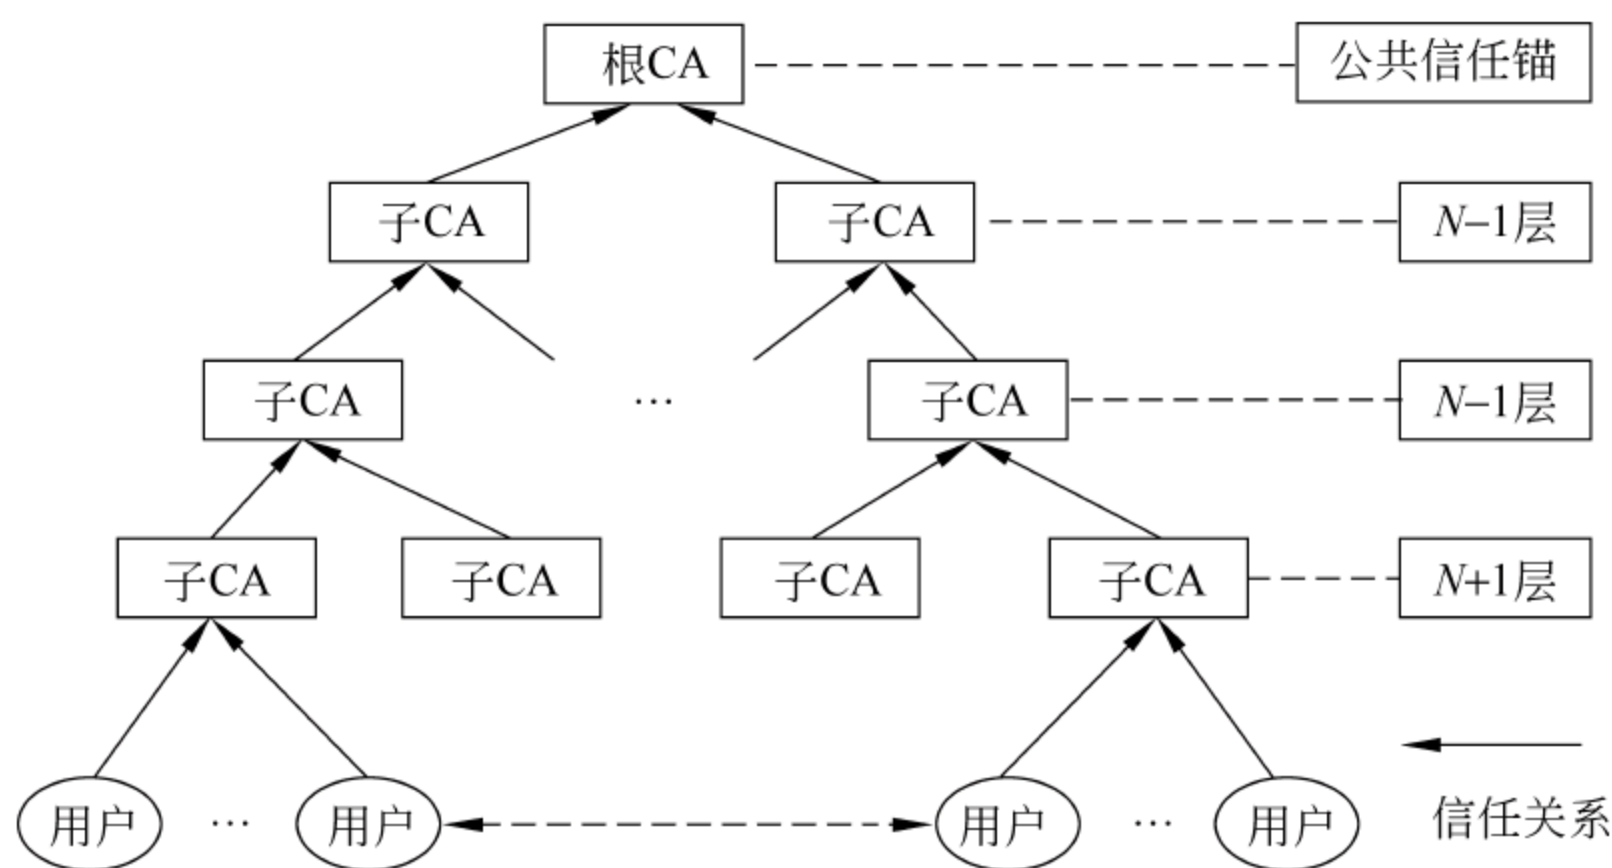 根CA
公共信任锚
子CA
子CA
N–1层
子CA
…
子CA
N–1层
子CA
子CA
子CA
子CA
N+1层
用户
…
用户
用户
…
用户
信任关系